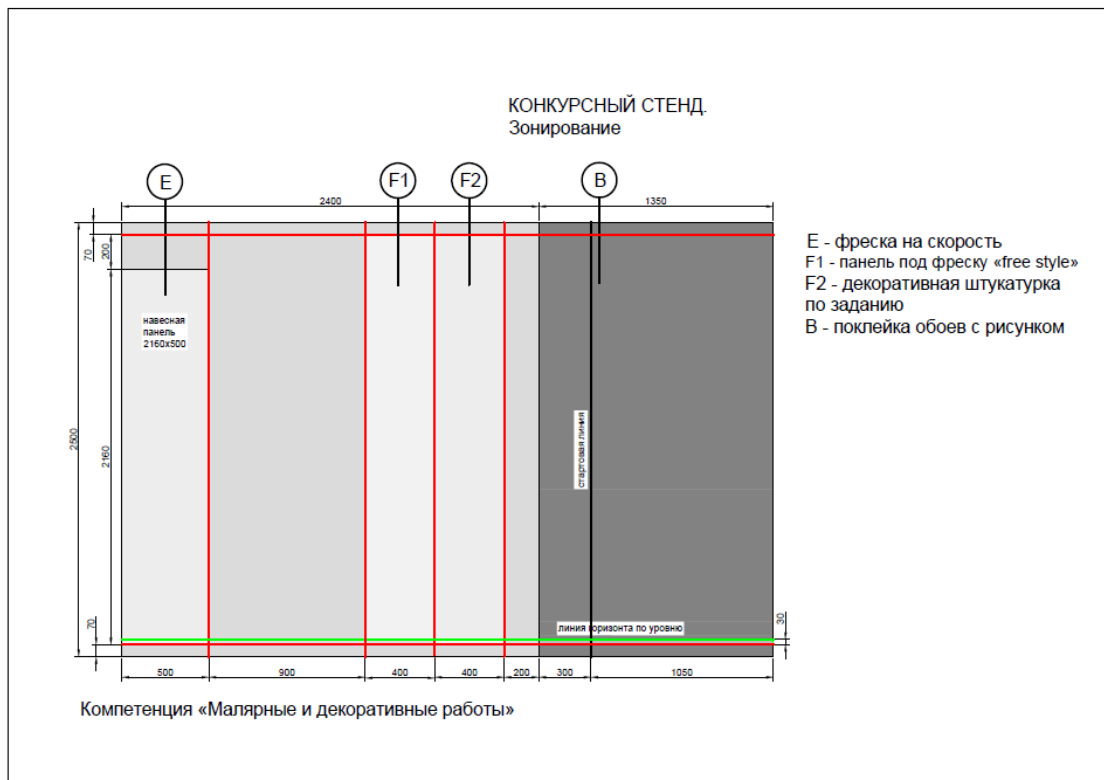 КОНКУРСНЫЙ СТЕНД.
Зонирование
E
F1
F2
B
2400
1350
70
200
2500
2160
70
30
навесная
панель
2160х500
стартовая линия
линия горизонта по уровню
500
900
400
400
200
300
1050
E - фреска на скорость
F1 - панель под фреску «free style»
F2 - декоративная штукатурка
по заданию
B - поклейка обоев с рисунком
Компетенция «Малярные и декоративные работы»